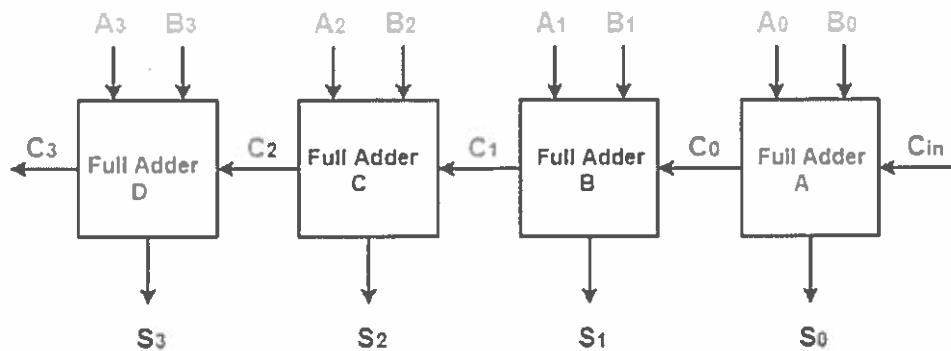 A3 B3 A2 B2 A1 B1 A0 B0
C3 Full Adder D C2 Full Adder C C1 Full Adder B C0 Full Adder A Cin
S3 S2 S1 S0